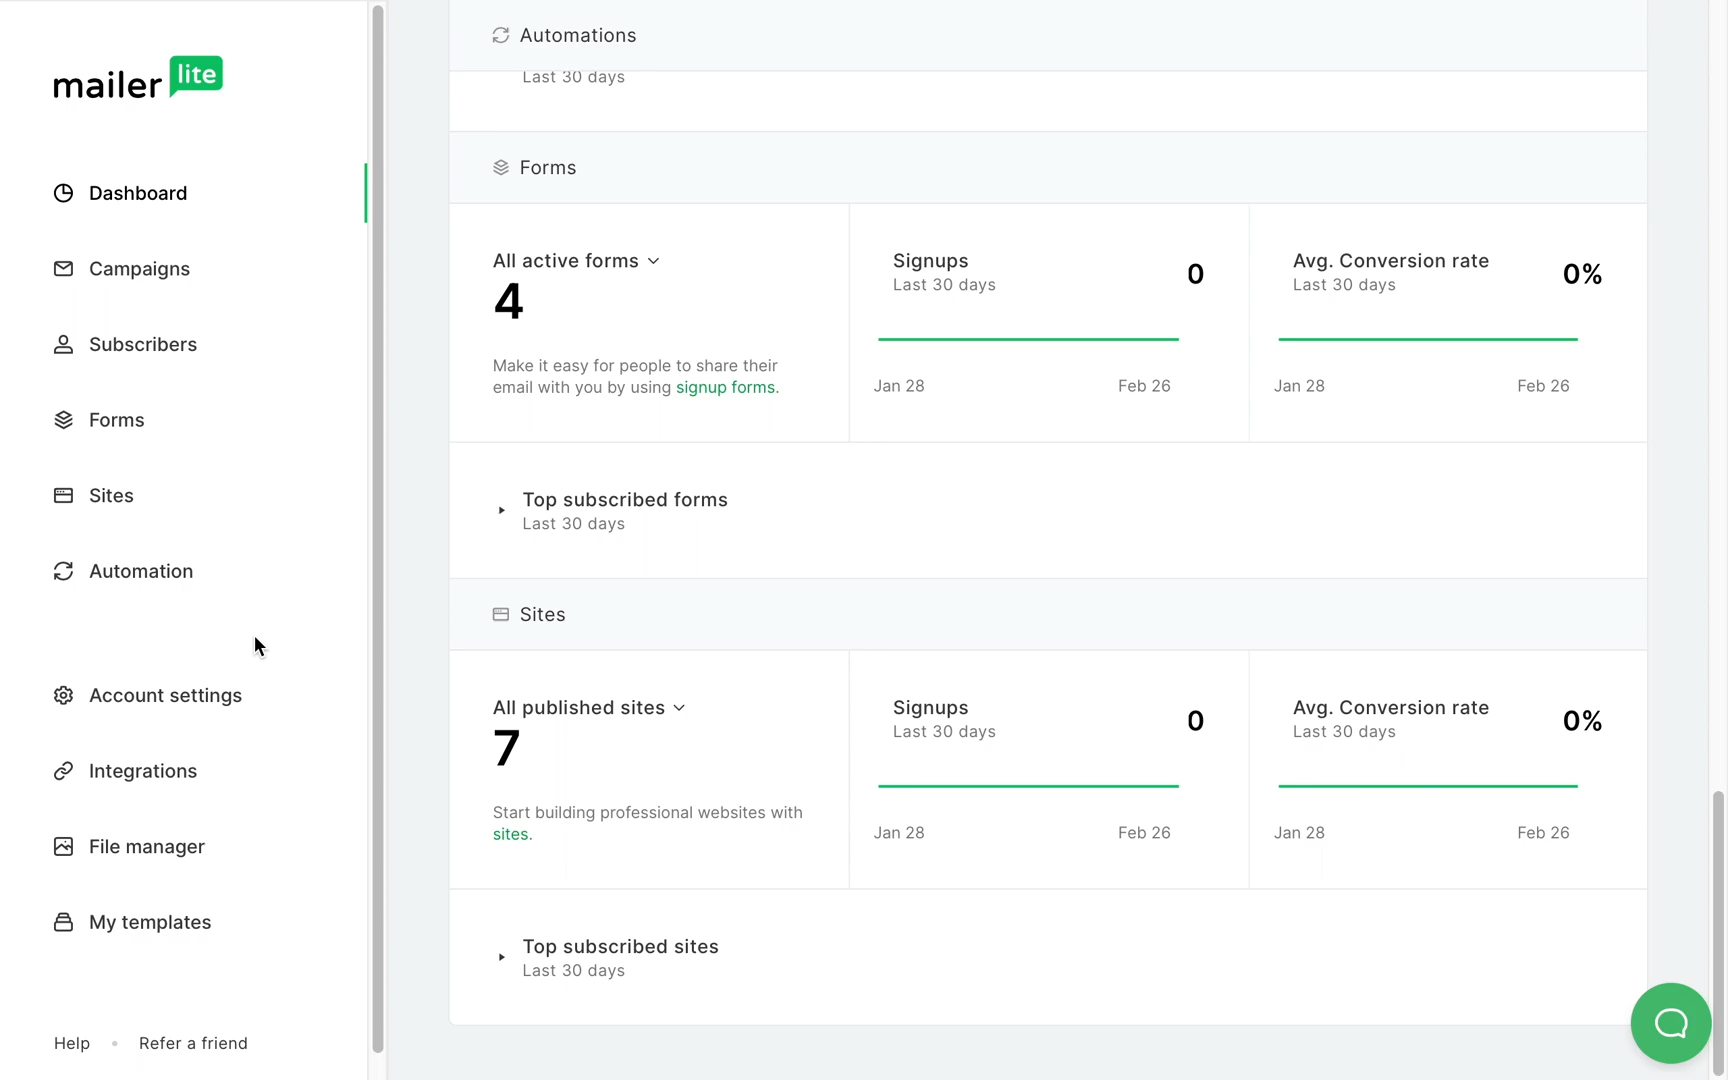 mailer lite
Dashboard
Campaigns
Subscribers
Forms
Sites
Automation
Account settings
Integrations
File manager
My templates
Help • Refer a friend
Automations
Last 30 days
Forms
All active forms
4
Make it easy for people to share their
email with you by using signup forms.
Signups
Last 30 days
0
Jan 28 Feb 26
Avg. Conversion rate
Last 30 days
0%
Jan 28 Feb 26
Top subscribed forms
Last 30 days
Sites
All published sites
7
Start building professional websites with
sites.
Signups
Last 30 days
0
Jan 28 Feb 26
Avg. Conversion rate
Last 30 days
0%
Jan 28 Feb 26
Top subscribed sites
Last 30 days